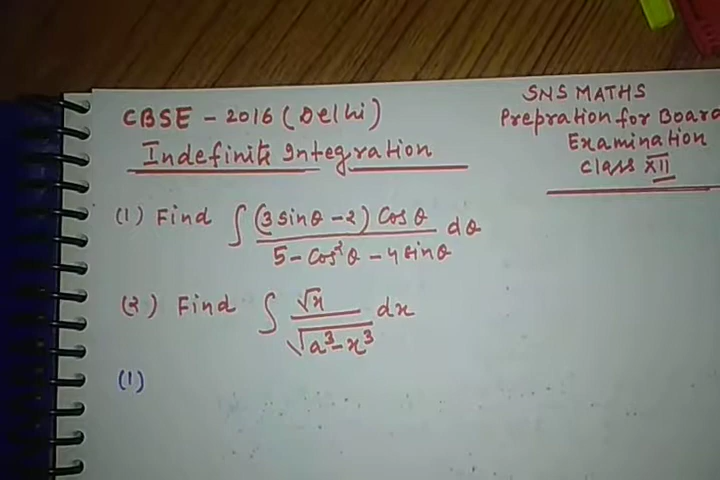 CBSE - 2016 (Delhi)
Indefinite Integration
SNS MATHS
Prepration for Board
Examination
Class XII
(1) Find ∫ (3 sinθ - 2) Cos θ / 5 - Cos²θ - 4 sinθ dθ
(2) Find ∫ √x / √a³-x³ dx
(1)